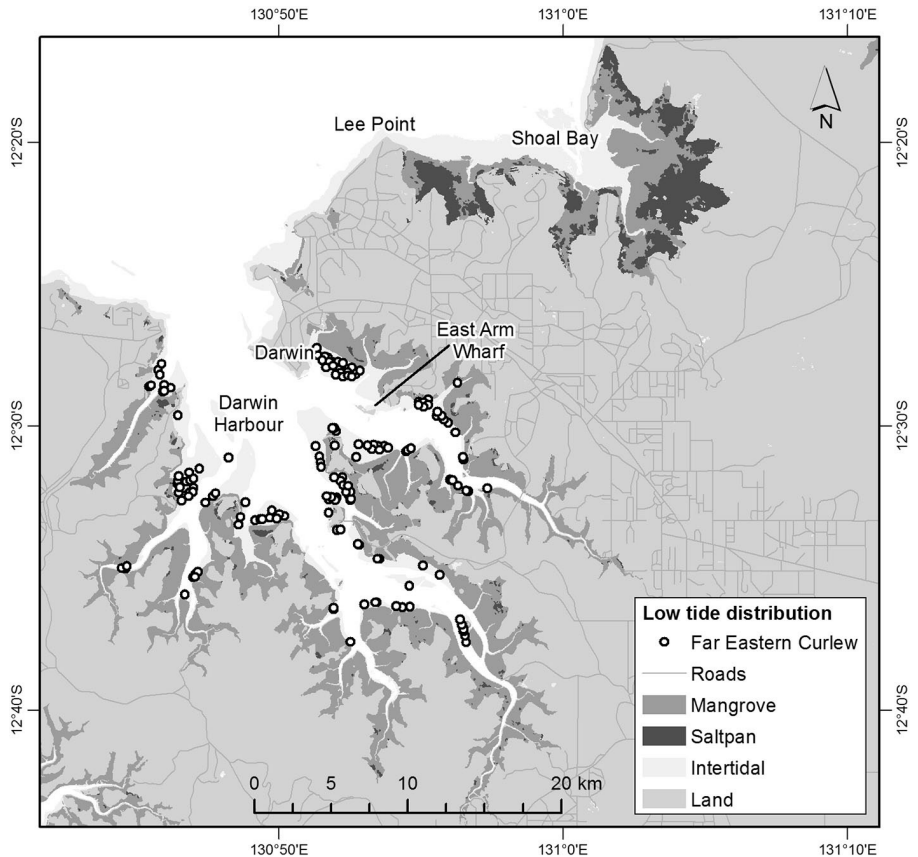 130°50'E
131°0'E
131°10'E
12°20'S
12°20'S
Lee Point
Shoal Bay
N
Darwin
East Arm
Wharf
Darwin
Harbour
12°30'S
12°30'S
12°40'S
12°40'S
Low tide distribution
Far Eastern Curlew
Roads
Mangrove
Saltpan
Intertidal
Land
0 5 10 20 km
130°50'E
131°0'E
131°10'E